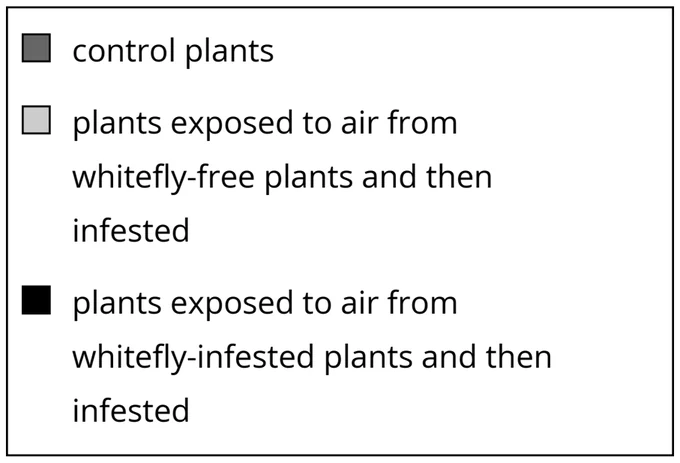 control plants
plants exposed to air from
whitefly-free plants and then
infested
plants exposed to air from
whitefly-infested plants and then
infested